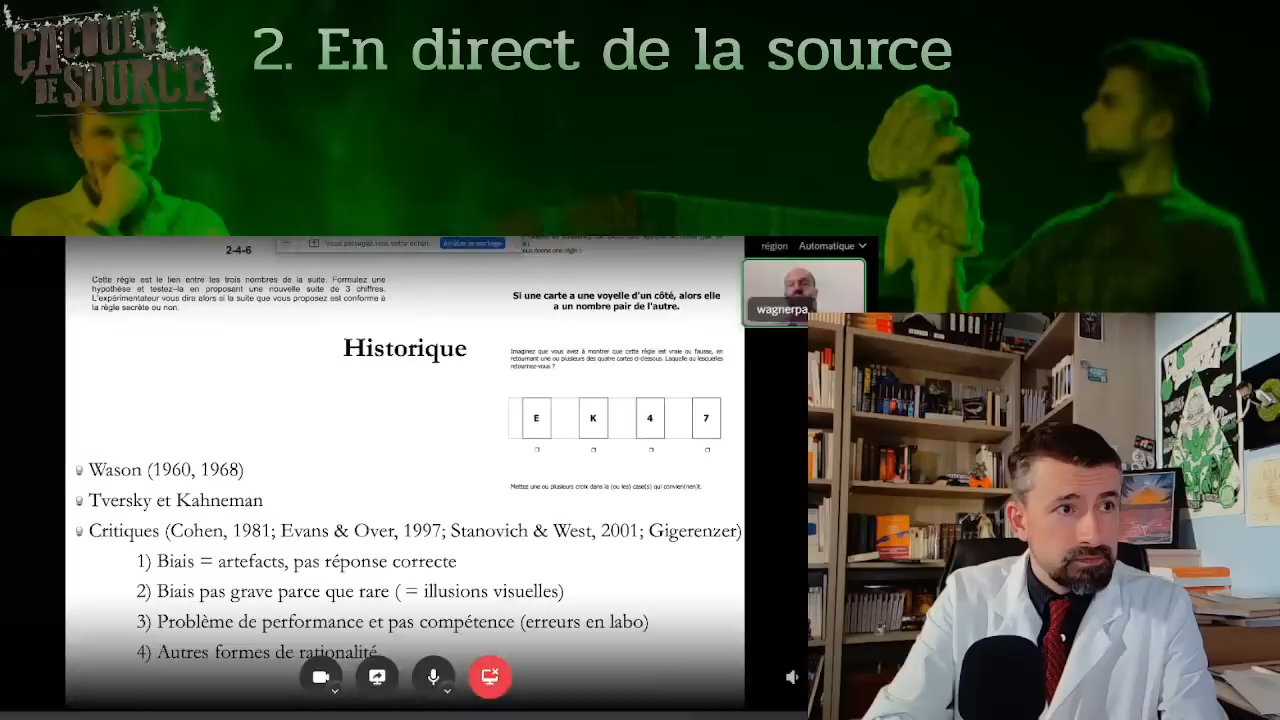 ÇA COULE
DE SOURCE
2. En direct de la source
2-4-6
Vous partagez tout votre écran.
région Automatique
Cette règle est le lien entre les trois nombres de la suite. Formulez une
hypothèse et testez-la en proposant une nouvelle suite de 3 chiffres.
L'expérimentateur vous dire alors si la suite que vous proposez est conforme à
la règle secrète ou non.
Si une carte a une voyelle d'un côté, alors elle
a un nombre pair de l'autre.
wagnerpa
Historique
Imaginez que vous avez à montrer que cette règle est vraie ou fausse, en
retournant une ou plusieurs des quatre cartes ci-dessous. Laquelle ou lesquelles
retournez-vous ?
E K 4 7
Wason (1960, 1968)
Mettez une ou plusieurs croix dans la (ou les) case(s) qui convien(nen)t.
Tversky et Kahneman
Critiques (Cohen, 1981; Evans & Over, 1997; Stanovich & West, 2001; Gigerenzer)
1) Biais = artefacts, pas réponse correcte
2) Biais pas grave parce que rare ( = illusions visuelles)
3) Problème de performance et pas compétence (erreurs en labo)
4) Autres formes de rationalité